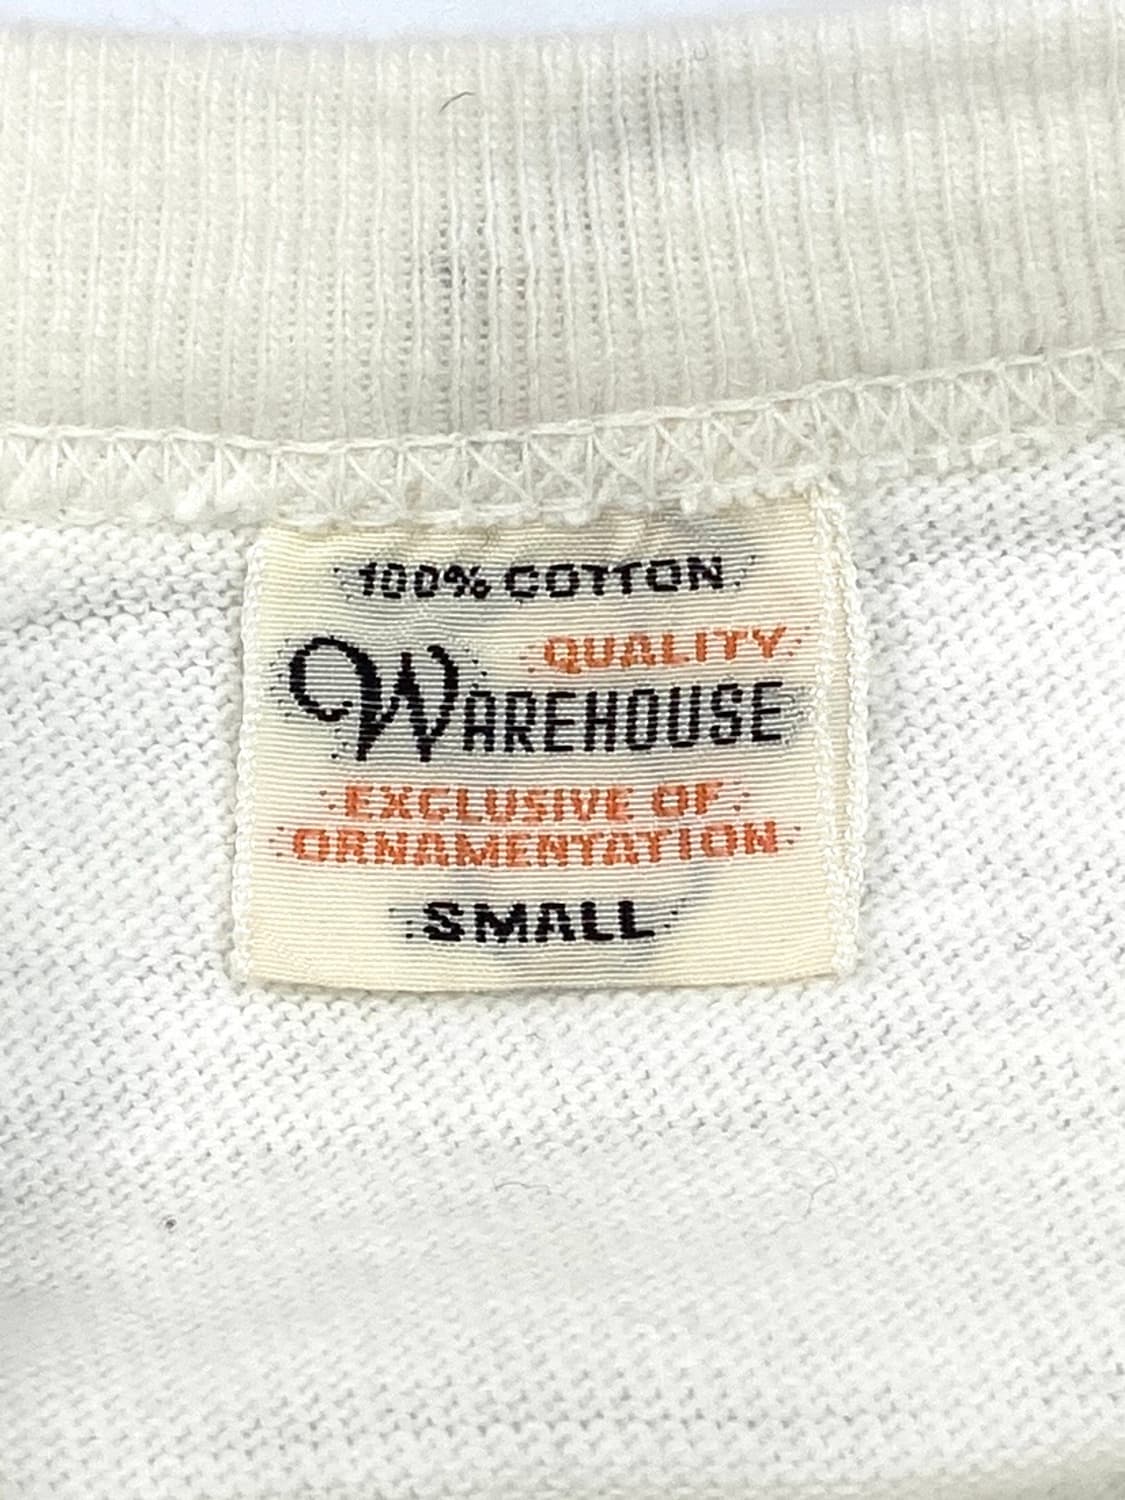 100% COTTON
QUALITY
WAREHOUSE
EXCLUSIVE OF
ORNAMENTATION
SMALL